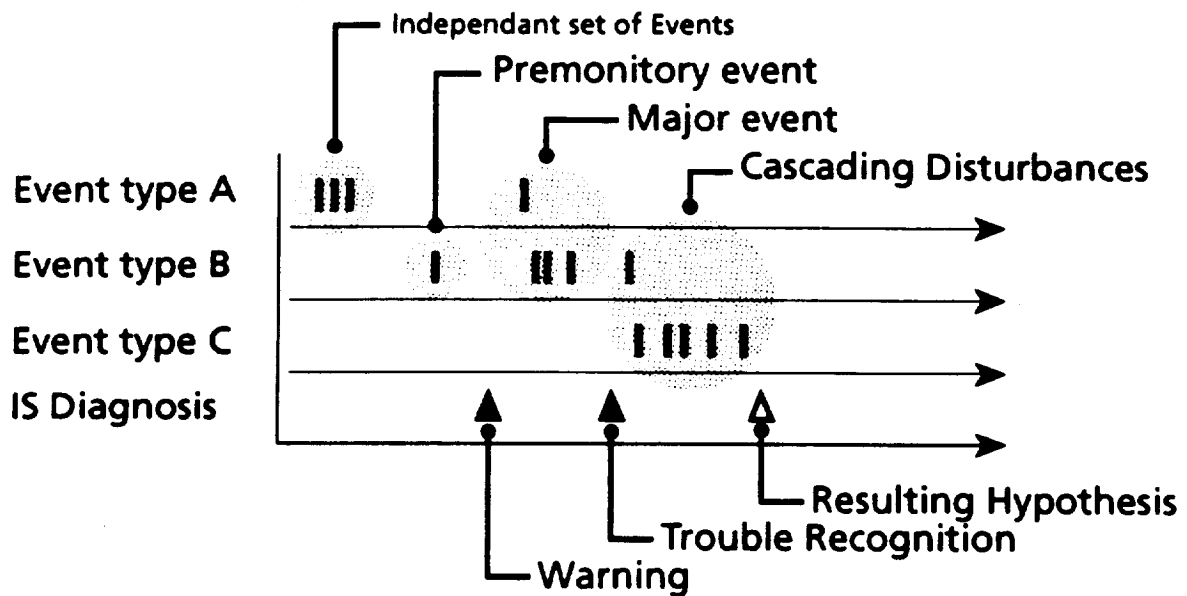 Independant set of Events
Premonitory event
Major event
Cascading Disturbances
Event type A
Event type B
Event type C
IS Diagnosis
Resulting Hypothesis
Trouble Recognition
Warning